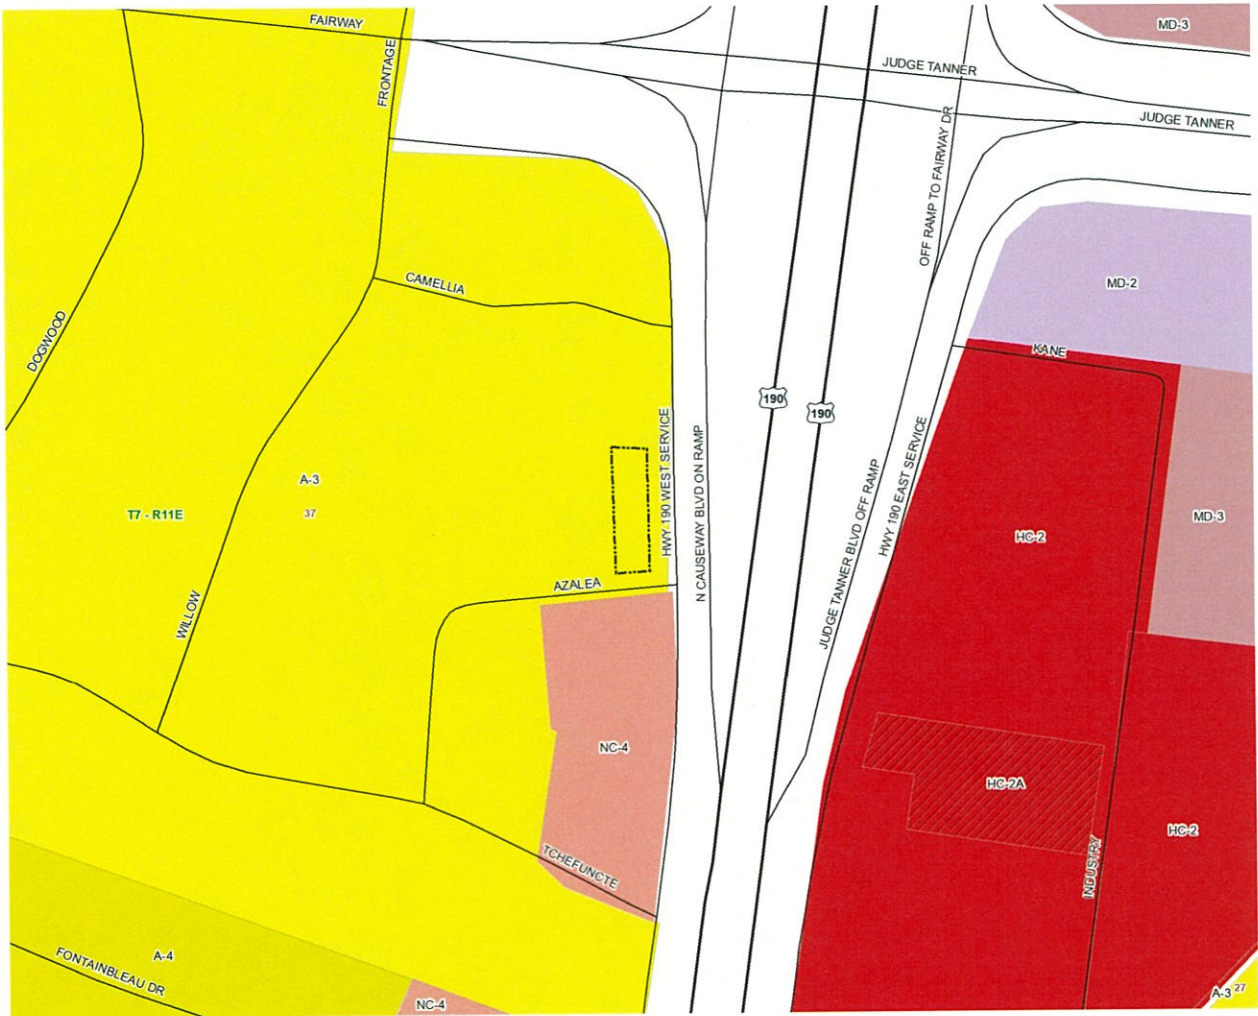 FAIRWAY
MD-3
FRONTAGE
JUDGE TANNER
JUDGE TANNER
OFF RAMP TO FAIRWAY DR
CAMELLIA
MD-2
DOGWOOD
KANE
190
190
HWY 190 WEST SERVICE
N CAUSEWAY BLVD ON RAMP
HWY 190 EAST SERVICE
JUDGE TANNER BLVD OFF RAMP
A-3
37
T7 - R11E
MD-3
HC-2
AZALEA
WILLOW
NC-4
HC-2A
HC-2
INDUSTRY
TCHEFUNCTE
A-4
FONTAINBLEAU DR
NC-4
A-3 27